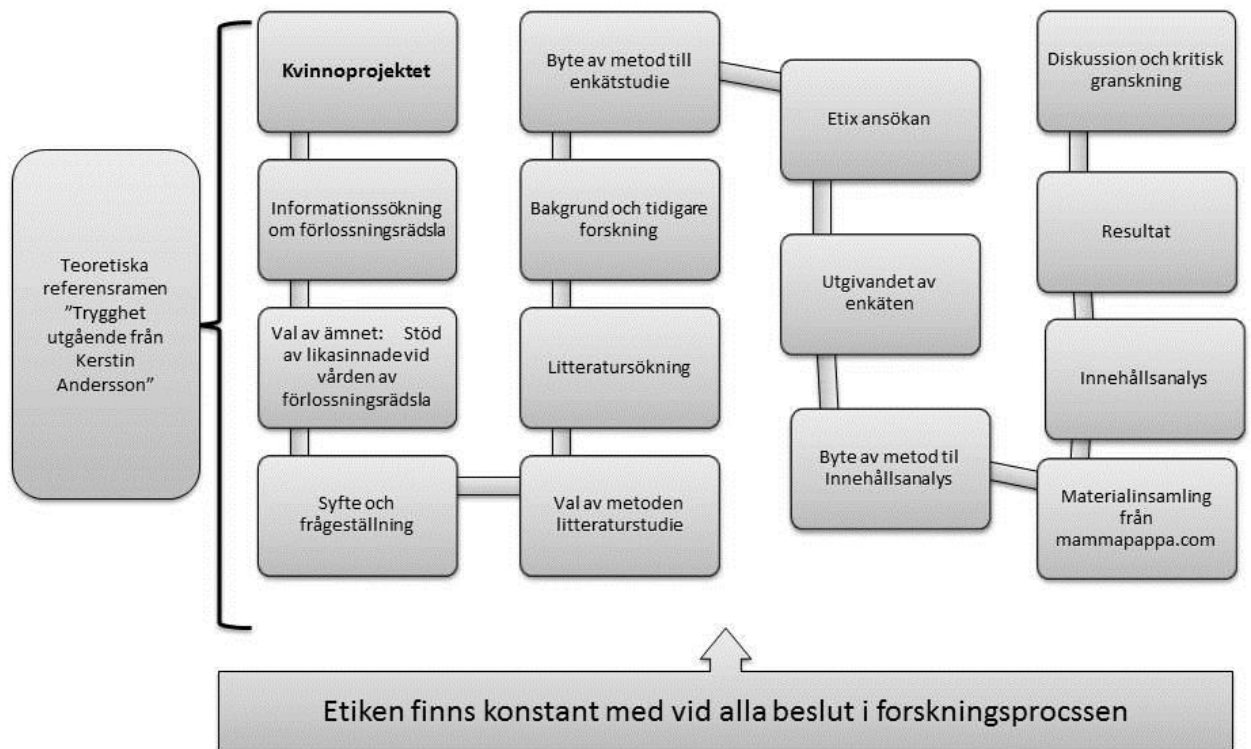 Teoretiska
referensramen
”Trygghet
utgående från
Kerstin
Andersson”
Kvinnoprojektet
Informationssökning
om förlossningsrädsla
Val av ämnet: Stöd
av likasinnade vid
vården av
förlossningsrädsla
Syfte och
frågeställning
Val av metoden
litteraturstudie
Litteratursökning
Bakgrund och tidigare
forskning
Byte av metod till
enkätstudie
Etix ansökan
Utgivandet av
enkäten
Byte av metod til
Innehållsanalys
Materialinsamling
från
mammapappa.com
Innehållsanalys
Resultat
Diskussion och kritisk
granskning
Etiken finns konstant med vid alla beslut i forskningsprocssen